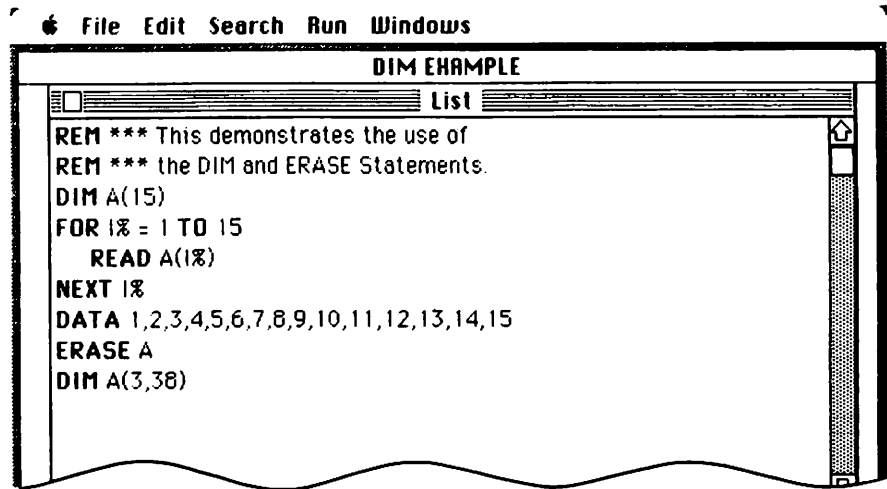 File Edit Search Run Windows
DIM EXAMPLE
List
REM *** This demonstrates the use of
REM *** the DIM and ERASE Statements.
DIM A(15)
FOR I% = 1 TO 15
READ A(I%)
NEXT I%
DATA 1,2,3,4,5,6,7,8,9,10,11,12,13,14,15
ERASE A
DIM A(3,38)